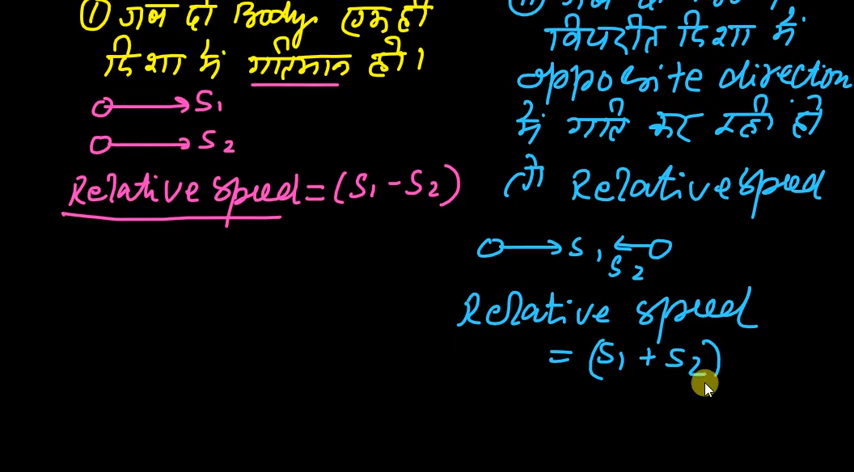 ① जब दो Body एक ही
दिशा में गतिमान हो।
S₁
S₂
Relative speed = (S₁ - S₂)
विपरीत दिशा में
opposite direction
में गति कर रही हो
तो Relative speed
S₁ S₂
Relative speed
= (S₁ + S₂)